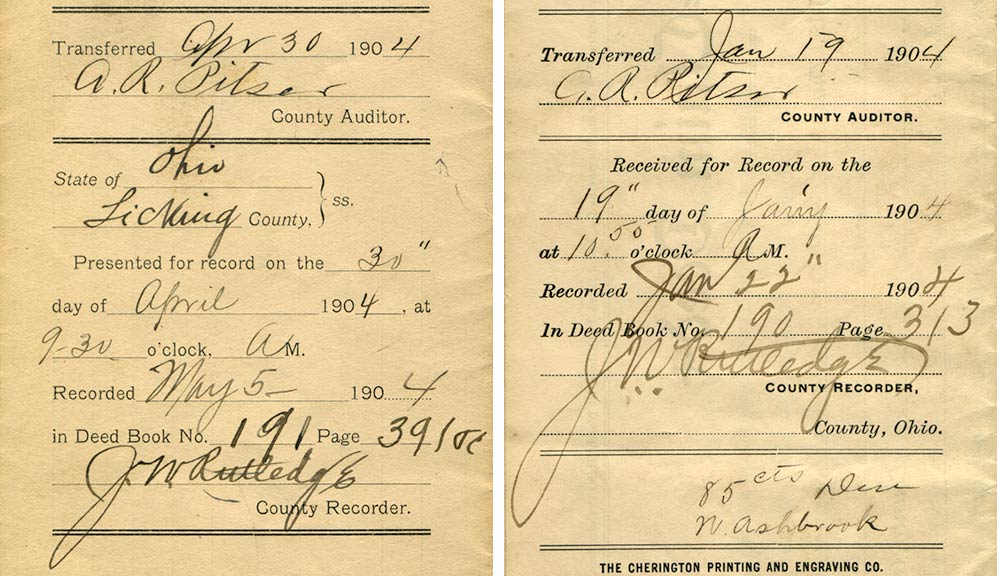 Transferred Apr 30 1904
A. R. Pitser
County Auditor.
State of Ohio
Licking County, } ss.
Presented for record on the 30"
day of April 1904, at
9-30 o'clock, A M.
Recorded May 5- 1904
in Deed Book No. 191 Page 391
J. W Rutledge
County Recorder.
Transferred Jan 19 1904
A. R. Pitser
COUNTY AUDITOR.
Received for Record on the
19" day of Jany 1904
at 10.50 o'clock A M.
Recorded Jan 22" 1904
In Deed Book No. 190 Page 313
J. W Rutledge
COUNTY RECORDER,
County, Ohio.
85 cts Due
N. Ashbrook
THE CHERINGTON PRINTING AND ENGRAVING CO.